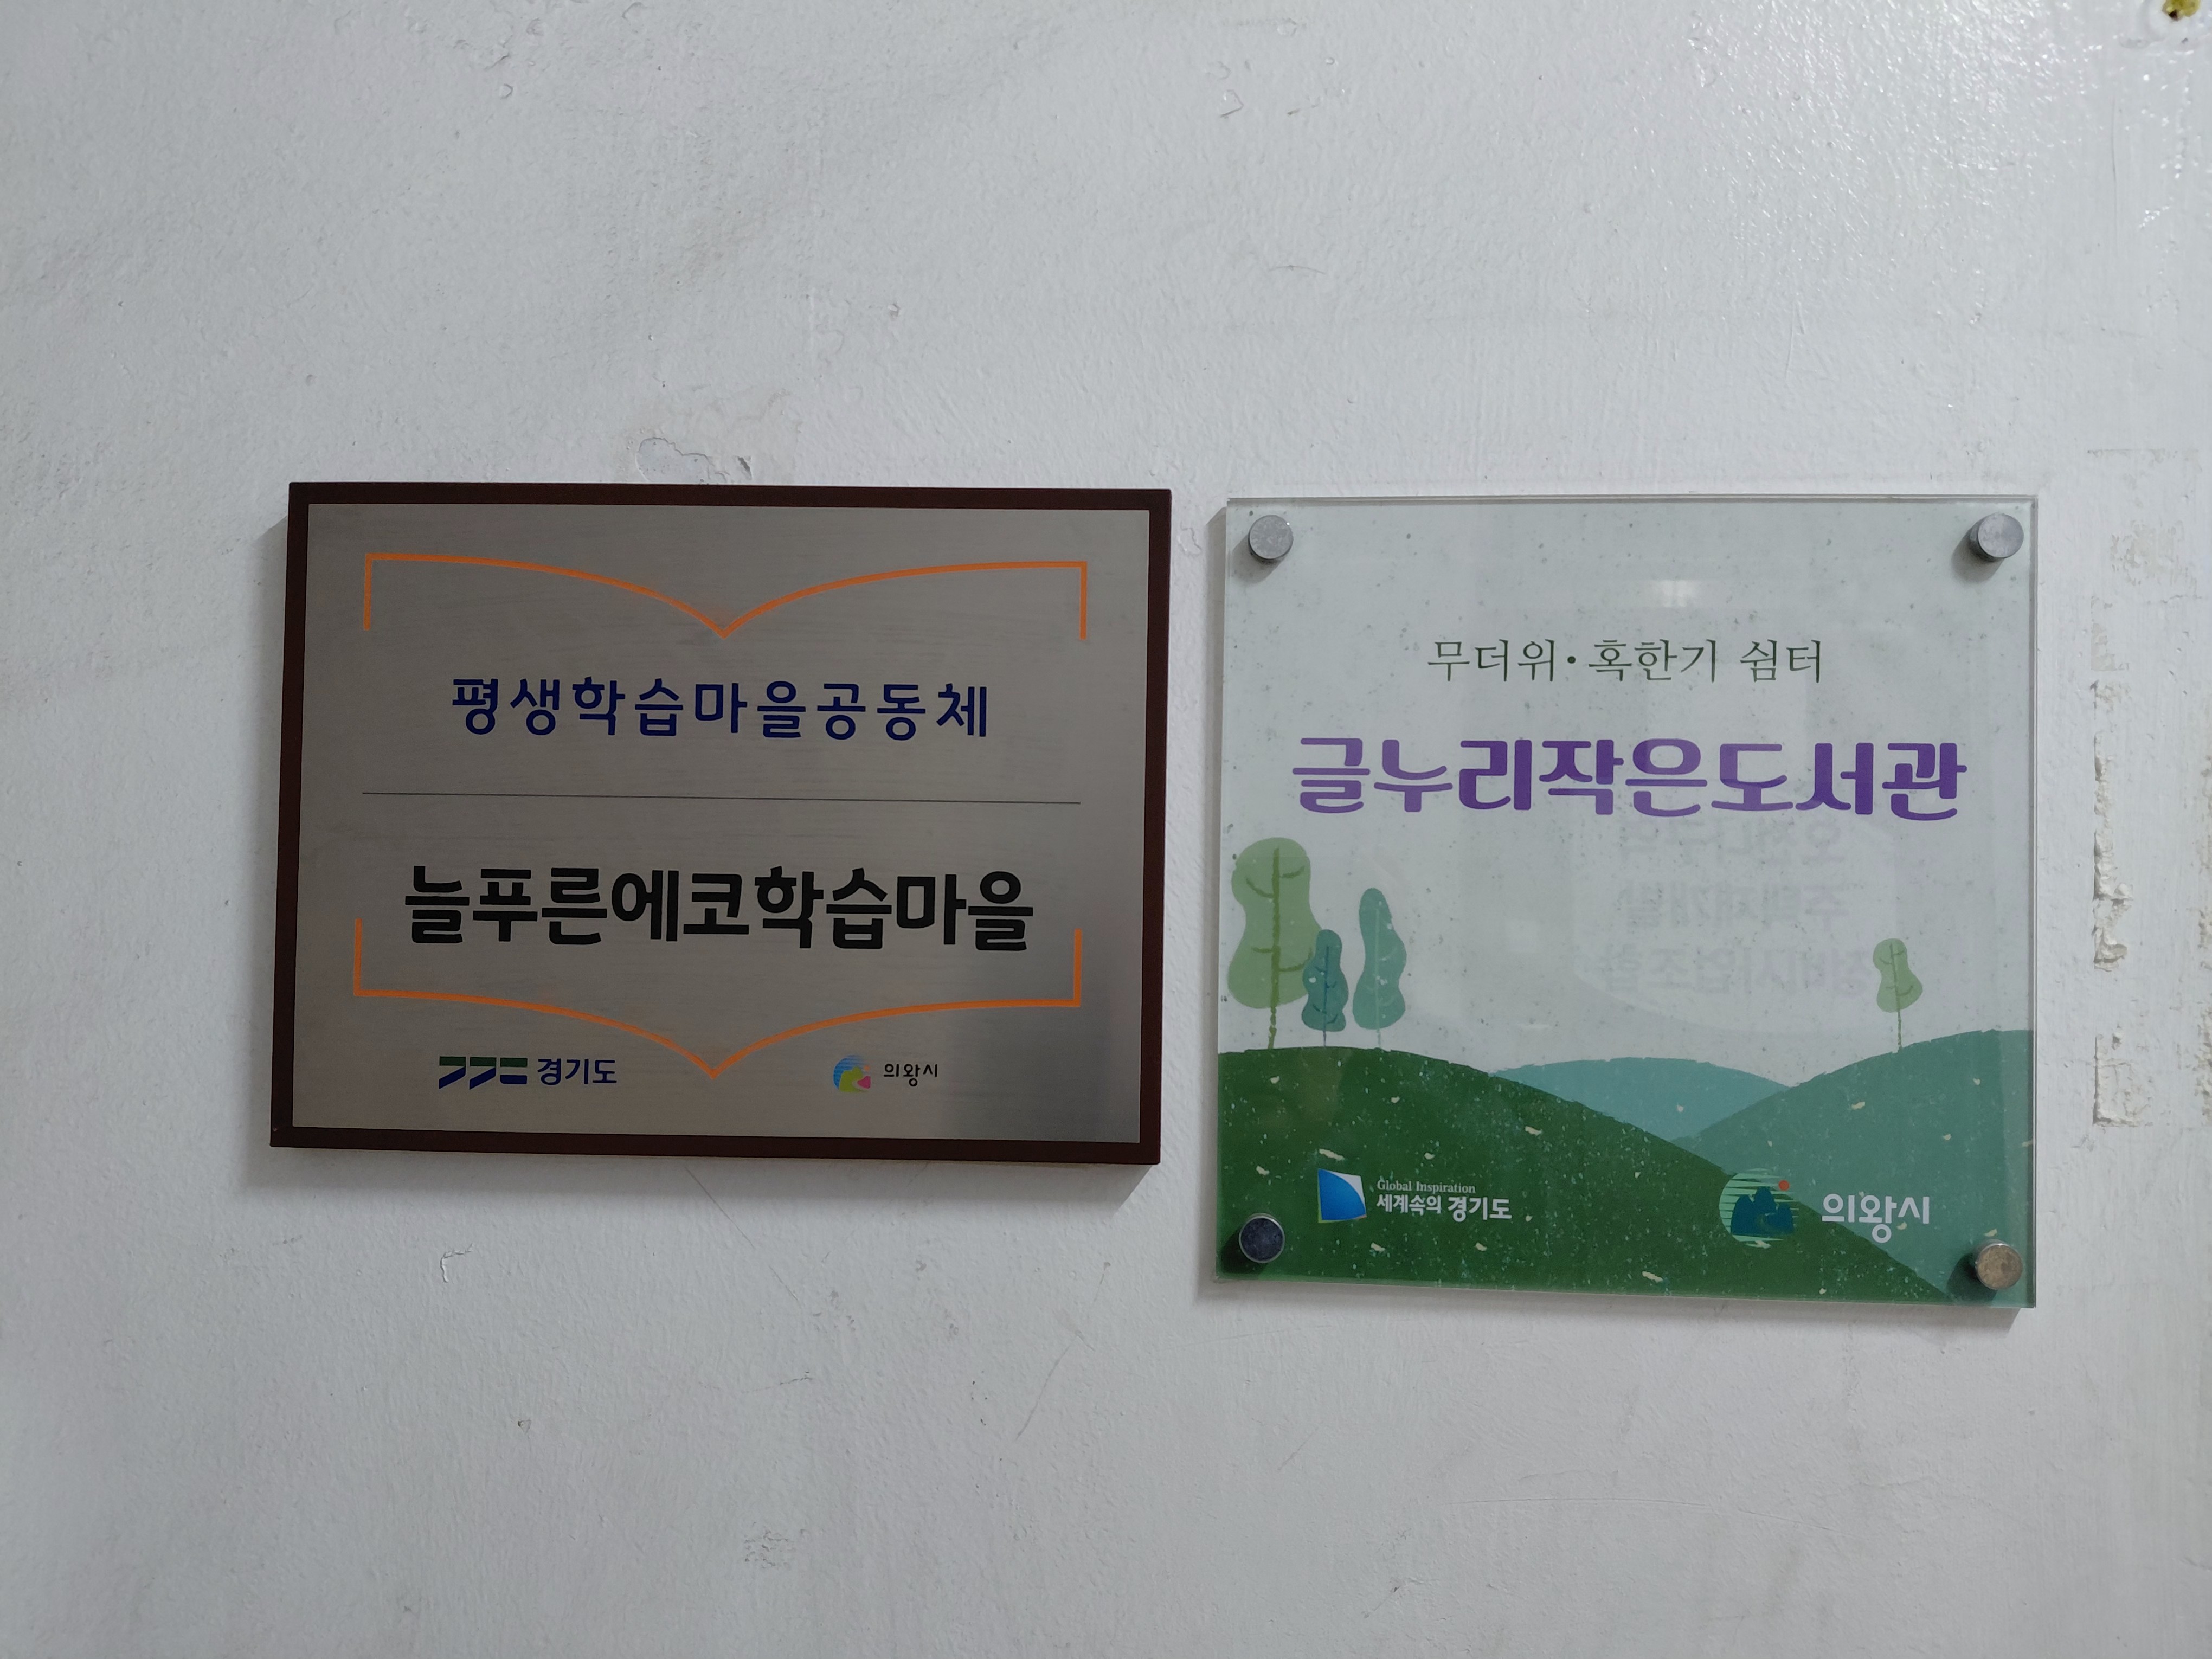 평생학습마을공동체
늘푸른에코학습마을
경기도
의왕시
무더위·혹한기 쉼터
글누리작은도서관
Global Inspiration
세계속의 경기도
의왕시